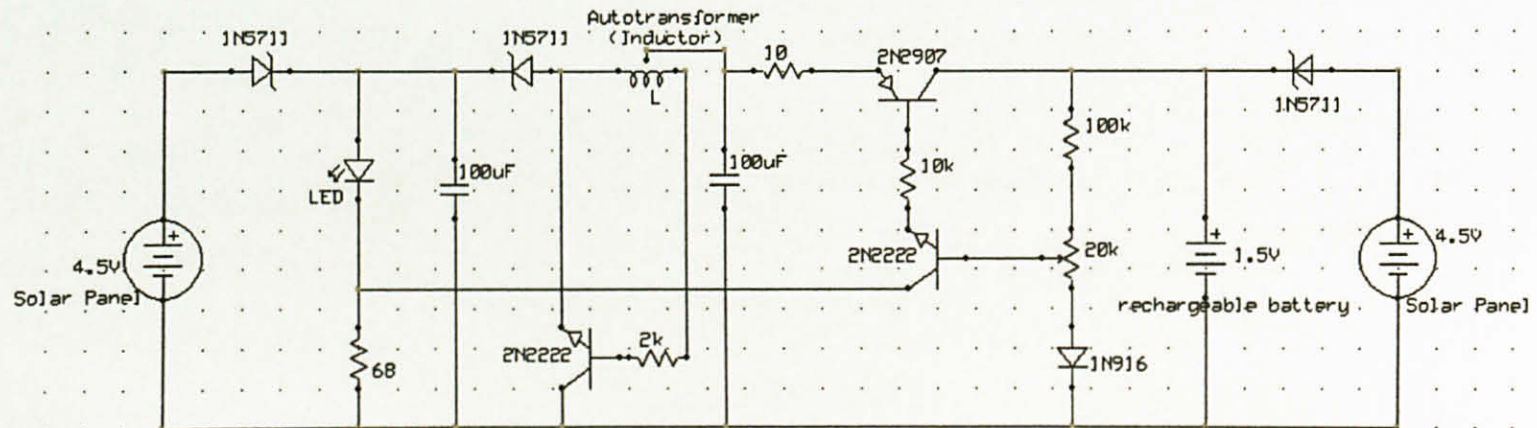 Autotransformer
(Inductor)
1N5711
1N5711
L
10
2N2907
1N5711
100k
100uF
100uF
10k
LED
4.5V
Solar Panel
2N2222
20k
+
1.5V
rechargeable battery
+
4.5V
Solar Panel
+
68
2N2222
2k
1N916